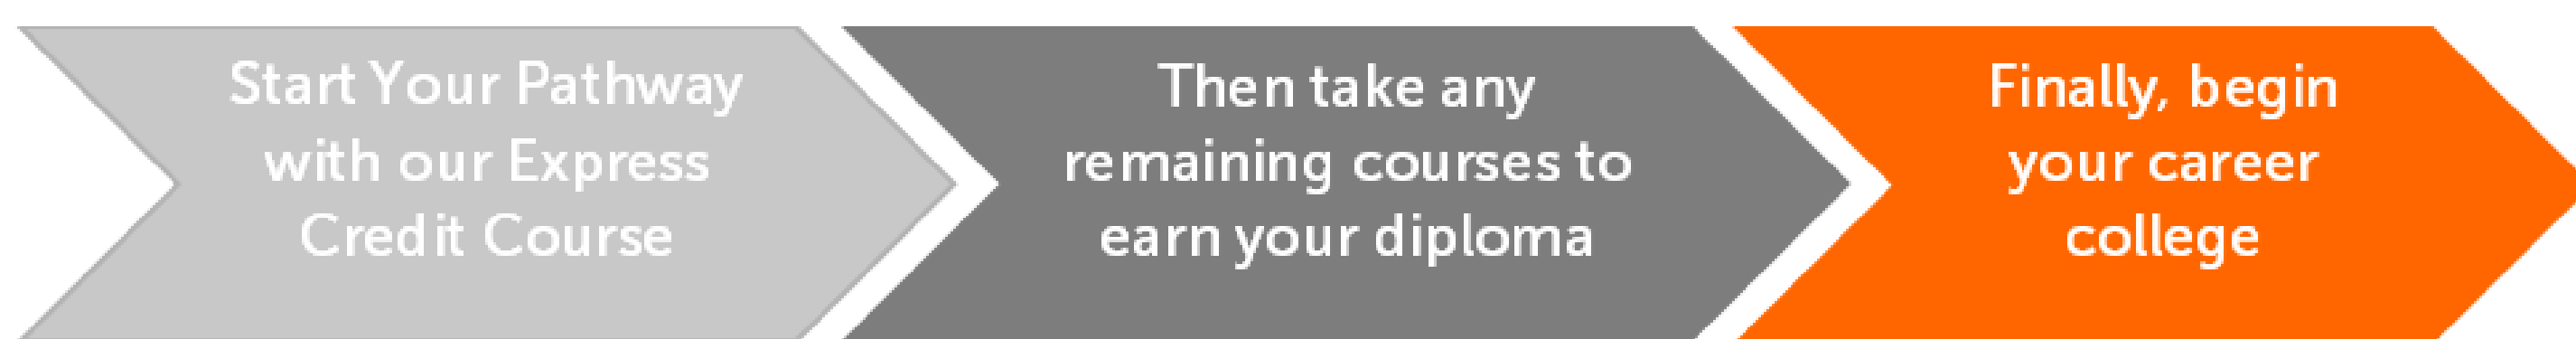 Start Your Pathway
with our Express
Credit Course
Then take any
remaining courses to
earn your diploma
Finally, begin
your career
college